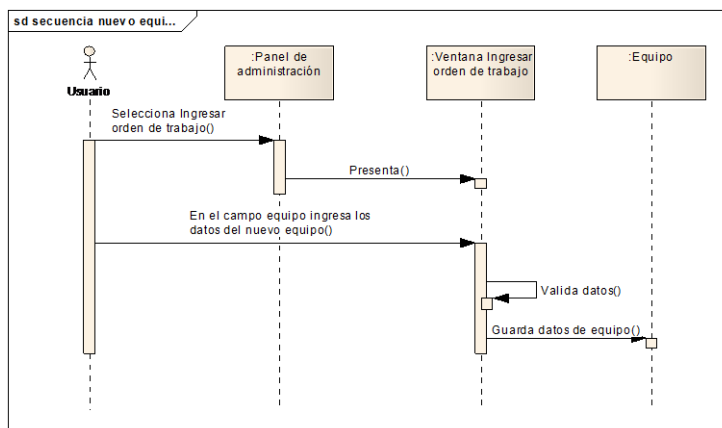 sd secuencia nuevo equi...
:Panel de
administración
:Ventana Ingresar
orden de trabajo
:Equipo
Usuario
Selecciona Ingresar
orden de trabajo()
Presenta()
En el campo equipo ingresa los
datos del nuevo equipo()
Valida datos()
Guarda datos de equipo()